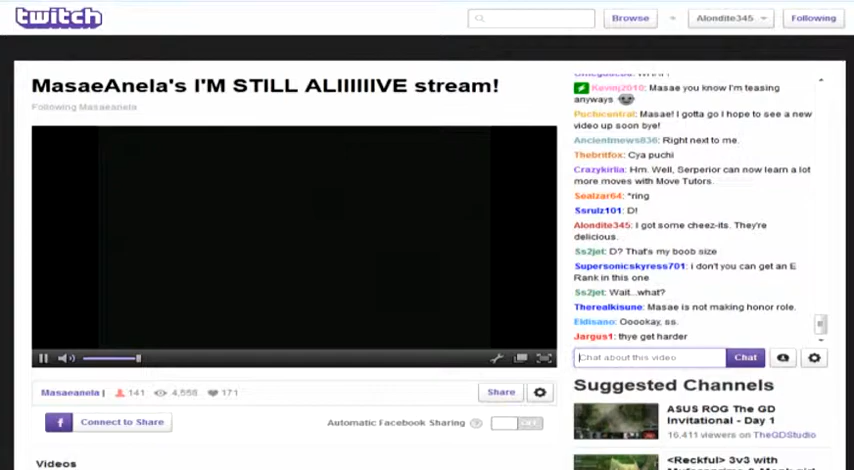 twitch
Browse
Alondite345
Following
MasaeAnela's I'M STILL ALIIIIIIVE stream!
Following Masaeanela
Kevinj2010: Masae you know I'm teasing
anyways
Puchicentral: Masae! I gotta go I hope to see a new
video up soon bye!
Ancientmews836: Right next to me.
Thebritfox: Cya puchi
Crazykirlia: Hm. Well, Serperior can now learn a lot
more moves with Move Tutors.
Sealzar64: *ring
Ssrulz101: D!
Alondite345: I got some cheez-its. They're
delicious.
Ss2jet: D? That's my boob size
Supersonicskyress701: i don't you can get an E
Rank in this one
Ss2jet: Wait...what?
Therealkisune: Masae is not making honor role.
Eldisano: Ooookay, ss.
Jargus1: thye get harder
Chat about this video
Chat
Masaeanela | 141 4,558 171
Share
Connect to Share
Automatic Facebook Sharing
OFF
Videos
Suggested Channels
ASUS ROG The GD
Invitational - Day 1
16,411 viewers on TheGDStudio
<Reckful> 3v3 with